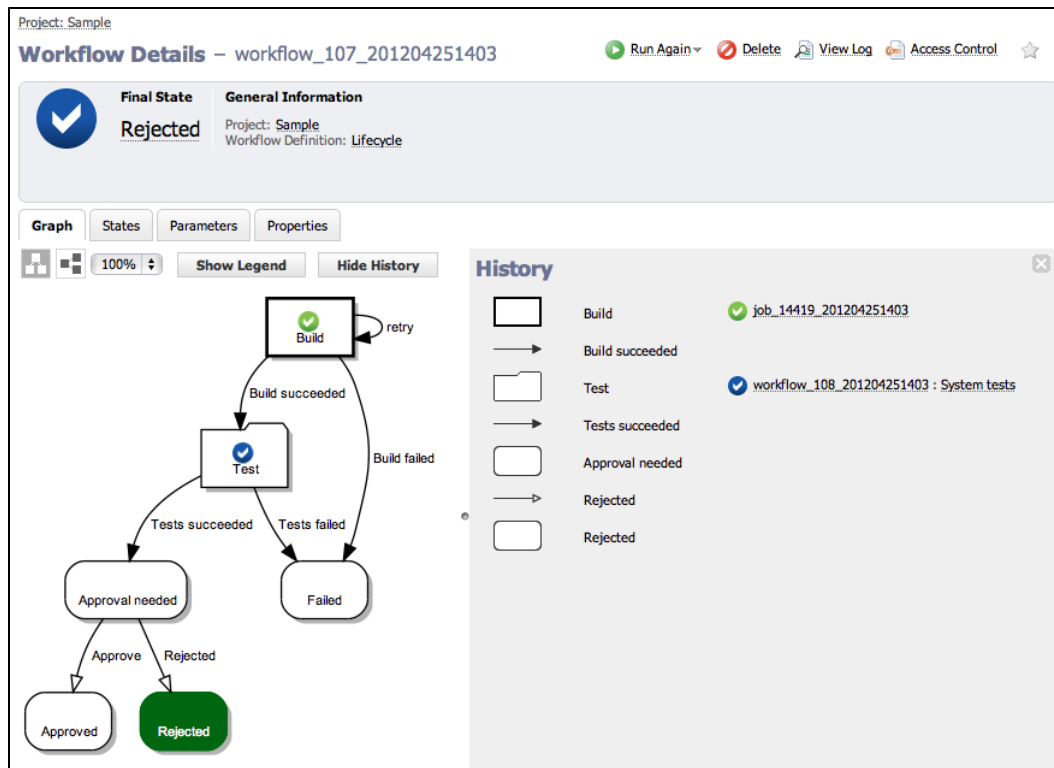 Project: Sample
Workflow Details – workflow_107_201204251403
Run Again
Delete
View Log
Access Control
Final State
Rejected
General Information
Project: Sample
Workflow Definition: Lifecycle
Graph
States
Parameters
Properties
100%
Show Legend
Hide History
Build
retry
Build succeeded
Build failed
Test
Tests succeeded
Tests failed
Approval needed
Failed
Approve
Rejected
Approved
Rejected
History
Build
job_14419_201204251403
Build succeeded
Test
workflow_108_201204251403 : System tests
Tests succeeded
Approval needed
Rejected
Rejected